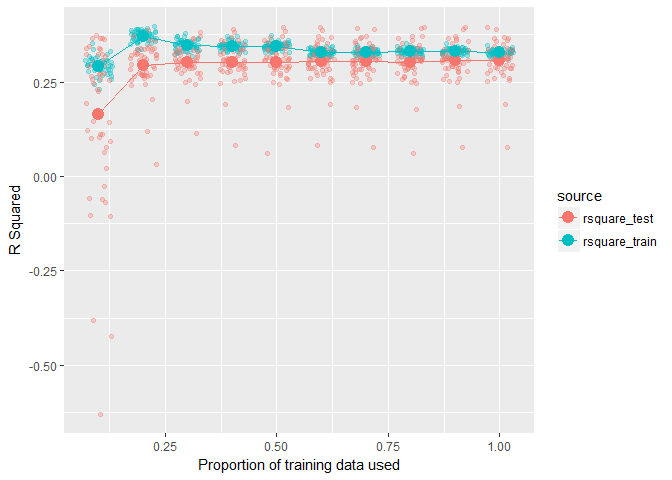 R Squared
0.25
0.00
-0.25
-0.50
0.25
0.50
0.75
1.00
Proportion of training data used
source
rsquare_test
rsquare_train